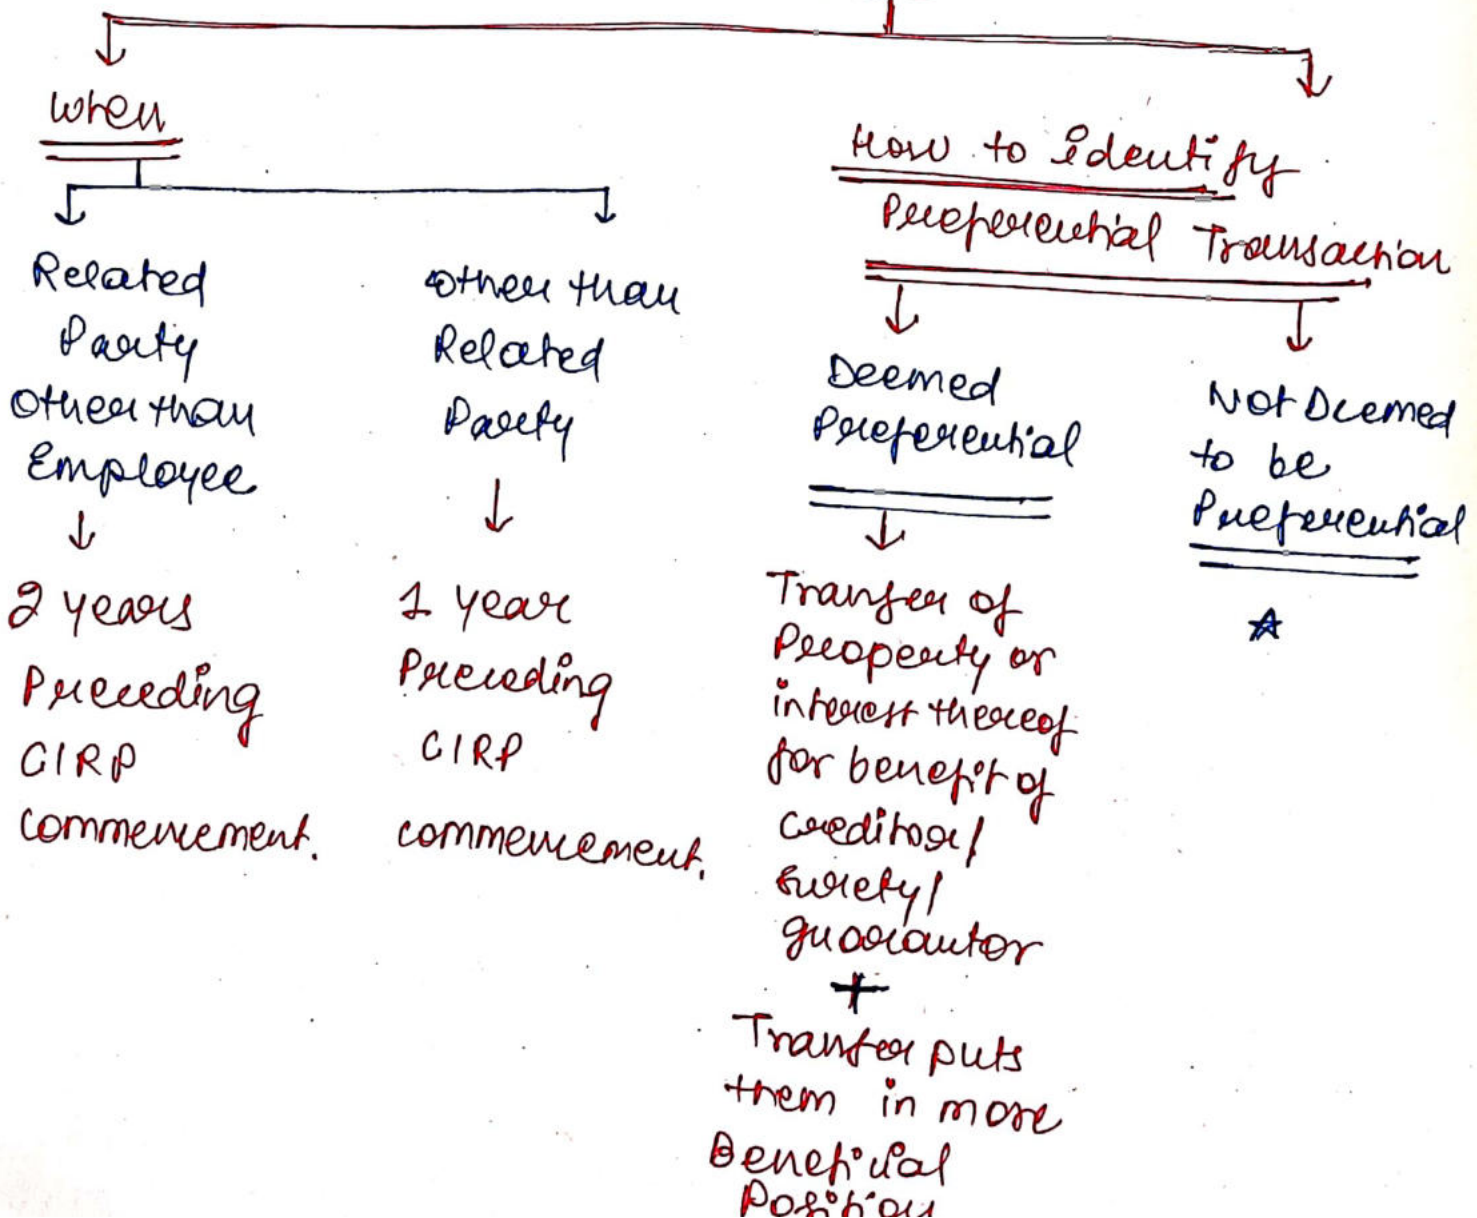 When
Related
Party
Other than
Employee
2 years
Preceding
CIRP
commencement.
Other than
Related
Party
1 year
Preceding
CIRP
commencement.
How to identify
Preferential Transaction
Deemed
Preferential
Transfer of
Property or
interest thereof
for benefit of
creditor/
surety/
guarantor
+
Transfer puts
them in more
Beneficial
Position
Not Deemed
to be
Preferential